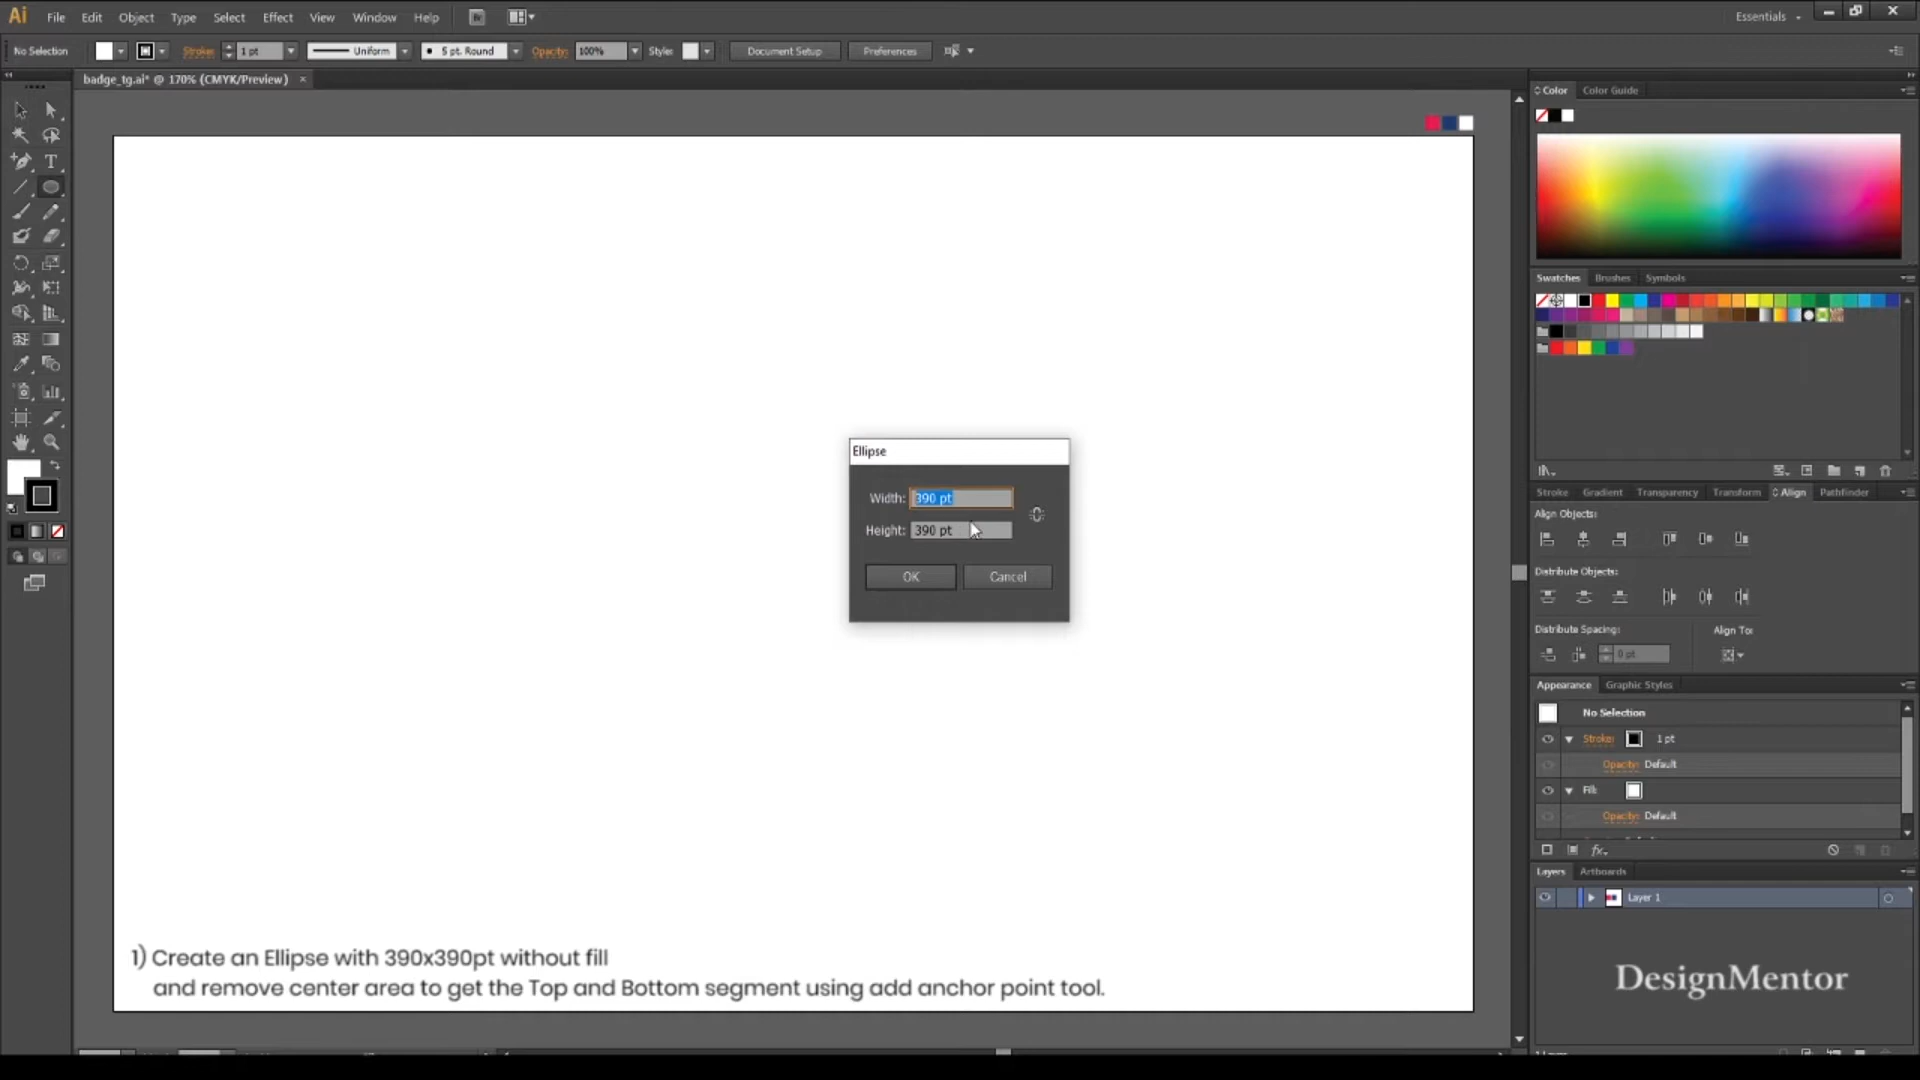 Ai File Edit Object Type Select Effect View Window Help Br Essentials
No Selection Stroke: 1 pt Uniform 5 pt. Round Opacity: 100% Style: Document Setup Preferences
badge_tg.ai* @ 170% (CMYK/Preview) ×
Color Color Guide
Swatches Brushes Symbols
Ellipse
Width: 390 pt
Height: 390 pt
OK Cancel
Stroke Gradient Transparency Transform Align Pathfinder
Align Objects:
Distribute Objects:
Distribute Spacing: Align To:
0 pt
Appearance Graphic Styles
No Selection
Stroke: 1 pt
Opacity: Default
Fill:
Opacity: Default
fx
Layers Artboards
Layer 1
1) Create an Ellipse with 390x390pt without fill
and remove center area to get the Top and Bottom segment using add anchor point tool.
DesignMentor